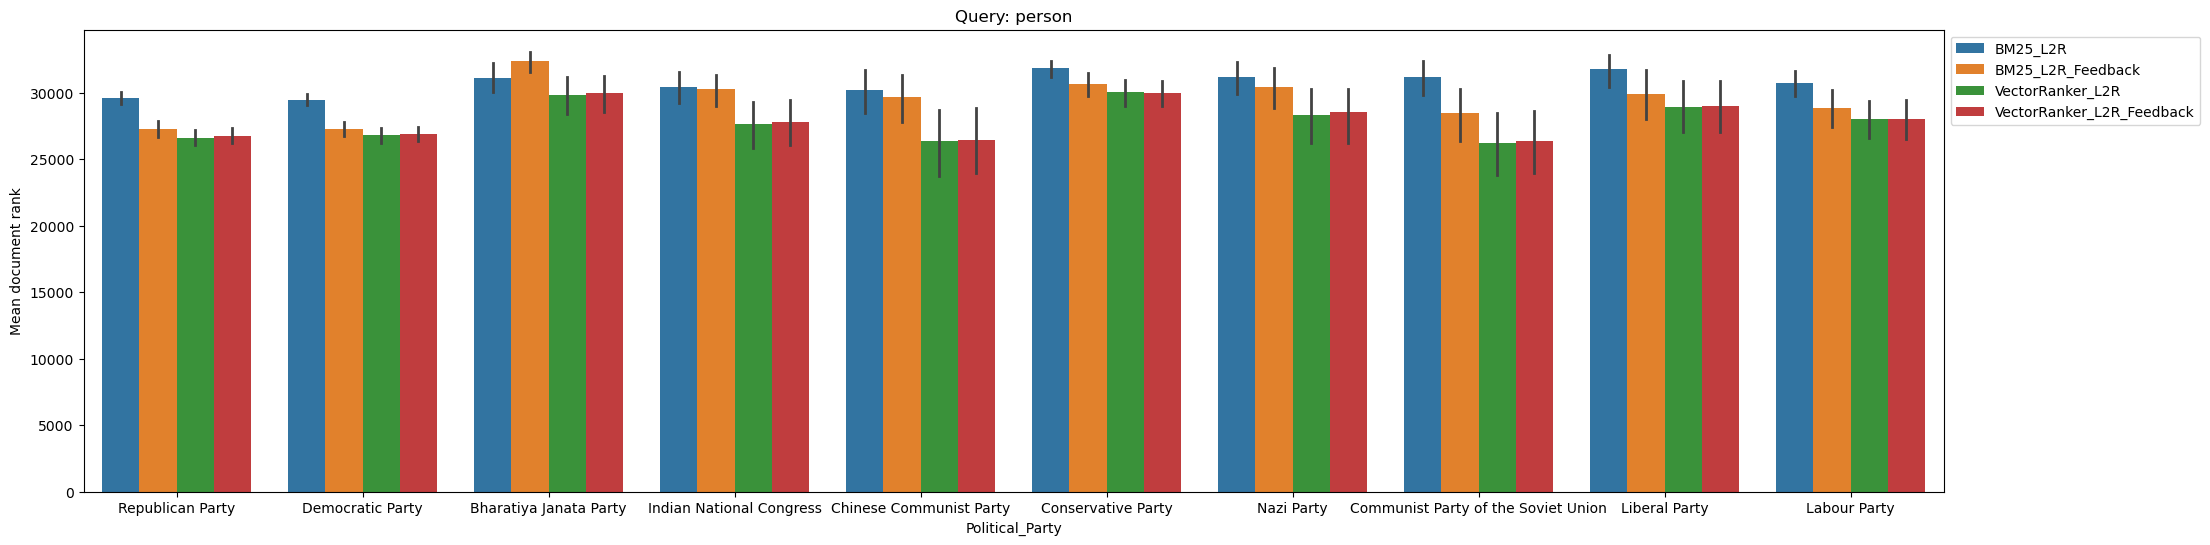 Query: person
BM25_L2R
BM25_L2R_Feedback
VectorRanker_L2R
VectorRanker_L2R_Feedback
Mean document rank
30000
25000
20000
15000
10000
5000
0
Republican Party
Democratic Party
Bharatiya Janata Party
Indian National Congress
Chinese Communist Party
Conservative Party
Nazi Party
Communist Party of the Soviet Union
Liberal Party
Labour Party
Political_Party